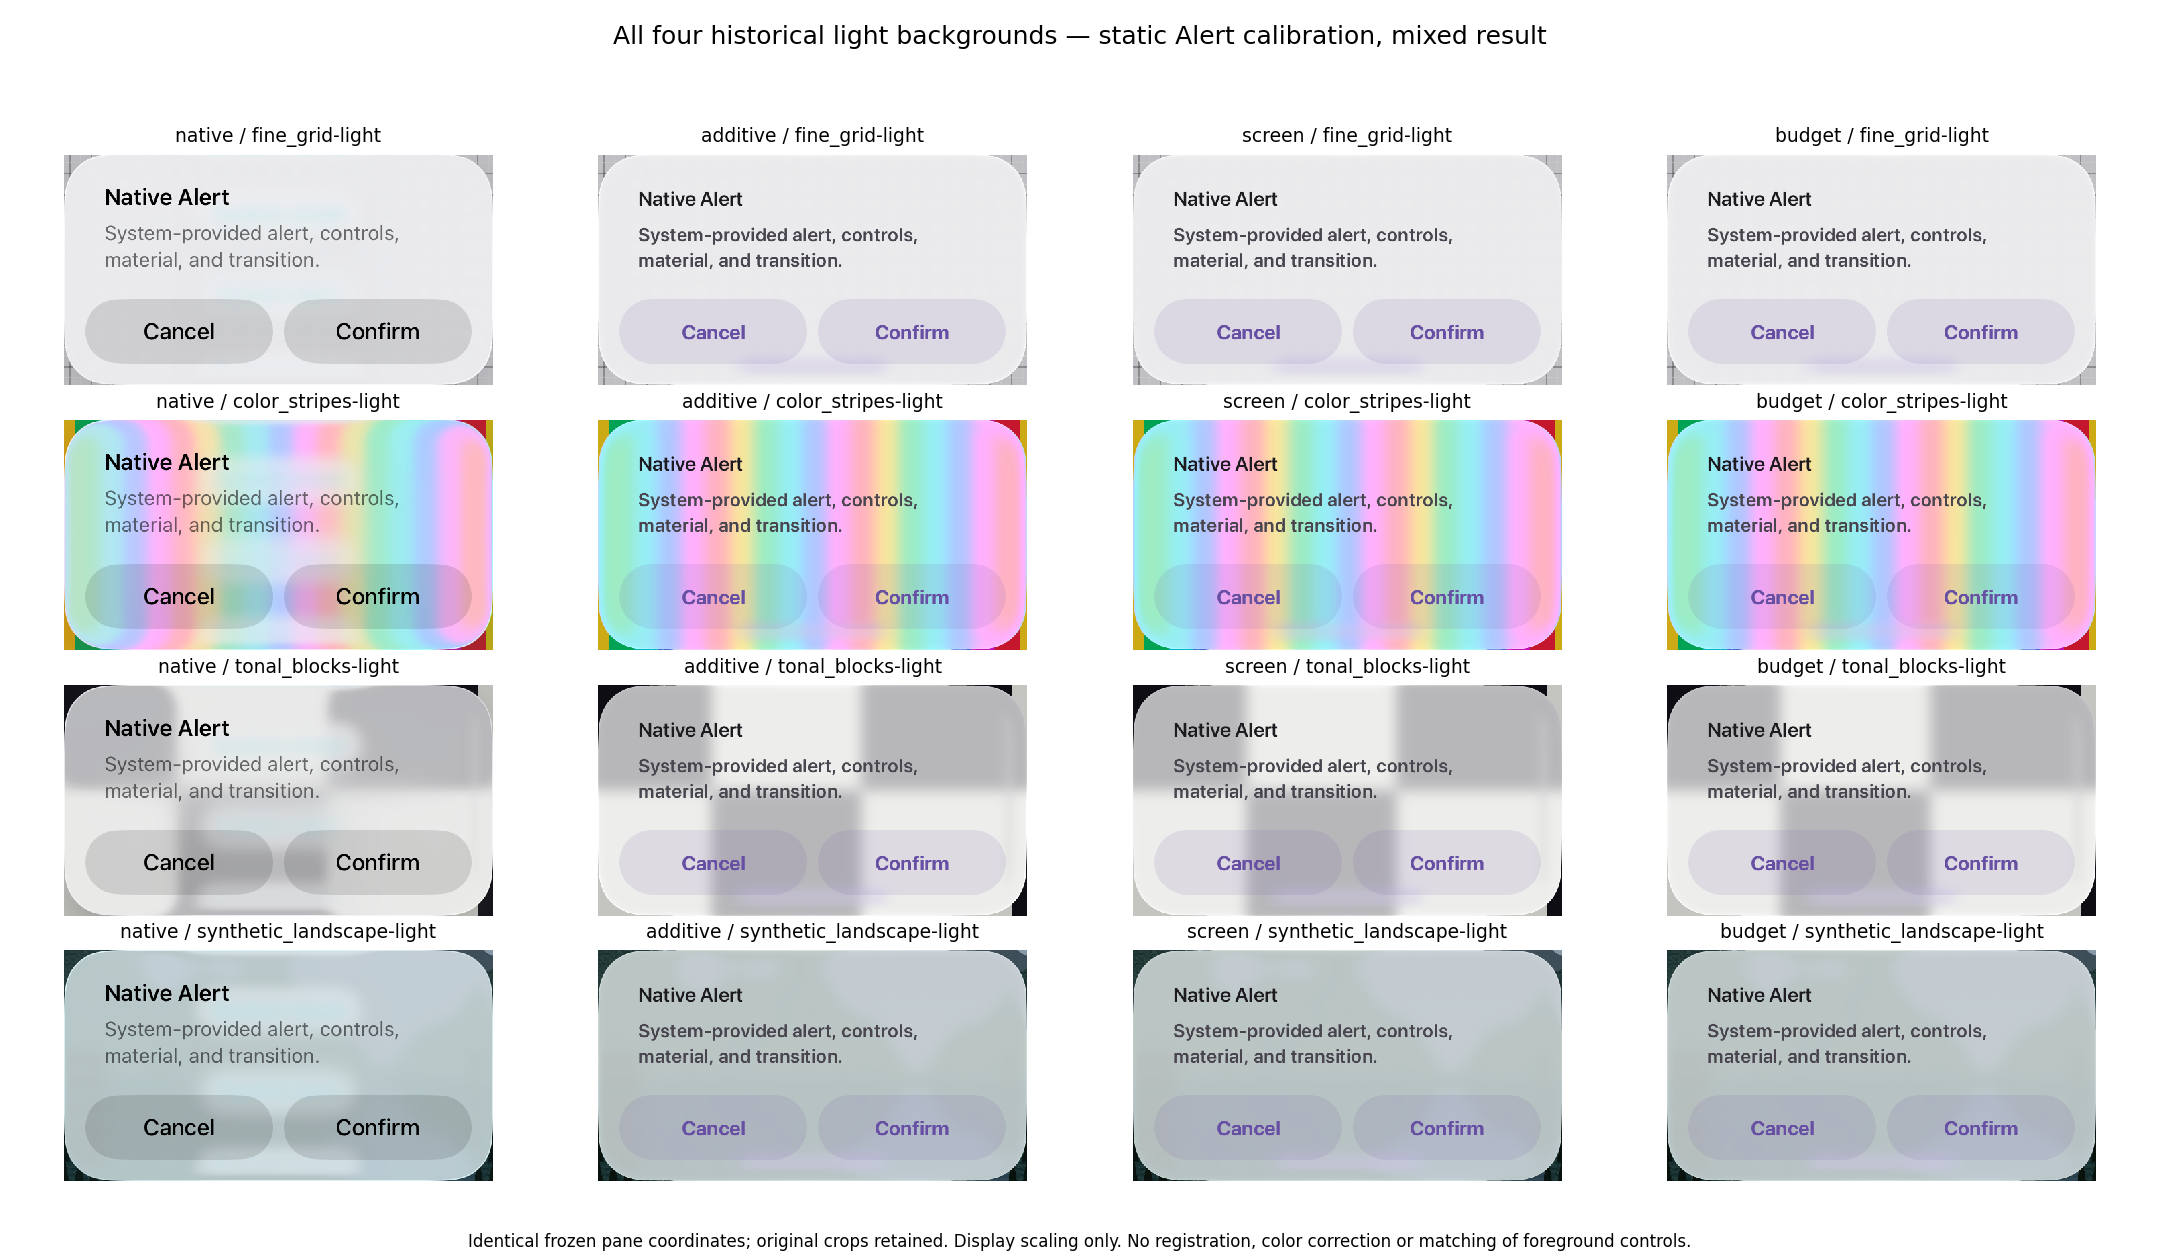 All four historical light backgrounds — static Alert calibration, mixed result
native / fine_grid-light
additive / fine_grid-light
screen / fine_grid-light
budget / fine_grid-light
Native Alert
System-provided alert, controls,
material, and transition.
Cancel
Confirm
Native Alert
System-provided alert, controls,
material, and transition.
Cancel
Confirm
Native Alert
System-provided alert, controls,
material, and transition.
Cancel
Confirm
Native Alert
System-provided alert, controls,
material, and transition.
Cancel
Confirm
native / color_stripes-light
additive / color_stripes-light
screen / color_stripes-light
budget / color_stripes-light
Native Alert
System-provided alert, controls,
material, and transition.
Cancel
Confirm
Native Alert
System-provided alert, controls,
material, and transition.
Cancel
Confirm
Native Alert
System-provided alert, controls,
material, and transition.
Cancel
Confirm
Native Alert
System-provided alert, controls,
material, and transition.
Cancel
Confirm
native / tonal_blocks-light
additive / tonal_blocks-light
screen / tonal_blocks-light
budget / tonal_blocks-light
Native Alert
System-provided alert, controls,
material, and transition.
Cancel
Confirm
Native Alert
System-provided alert, controls,
material, and transition.
Cancel
Confirm
Native Alert
System-provided alert, controls,
material, and transition.
Cancel
Confirm
Native Alert
System-provided alert, controls,
material, and transition.
Cancel
Confirm
native / synthetic_landscape-light
additive / synthetic_landscape-light
screen / synthetic_landscape-light
budget / synthetic_landscape-light
Native Alert
System-provided alert, controls,
material, and transition.
Cancel
Confirm
Native Alert
System-provided alert, controls,
material, and transition.
Cancel
Confirm
Native Alert
System-provided alert, controls,
material, and transition.
Cancel
Confirm
Native Alert
System-provided alert, controls,
material, and transition.
Cancel
Confirm
Identical frozen pane coordinates; original crops retained. Display scaling only. No registration, color correction or matching of foreground controls.